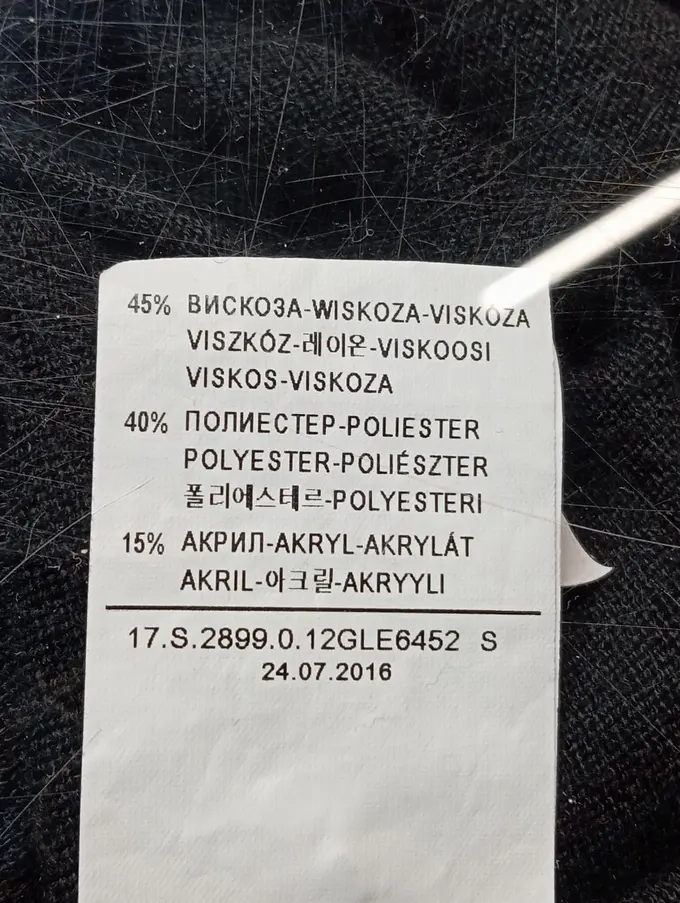 45% ВИСКОЗА-WISKOZA-VISKÓZA
VISZKÓZ-레이온-VISKOOSI
VISKOS-VISKOZA
40% ПОЛИЕСТЕР-POLIESTER
POLYESTER-POLIÉSZTER
폴리에스테르-POLYESTERI
15% АКРИЛ-AKRYL-AKRYLÁT
AKRIL-아크릴-AKRYYLI
17.S.2899.0.12GLE6452 S
24.07.2016